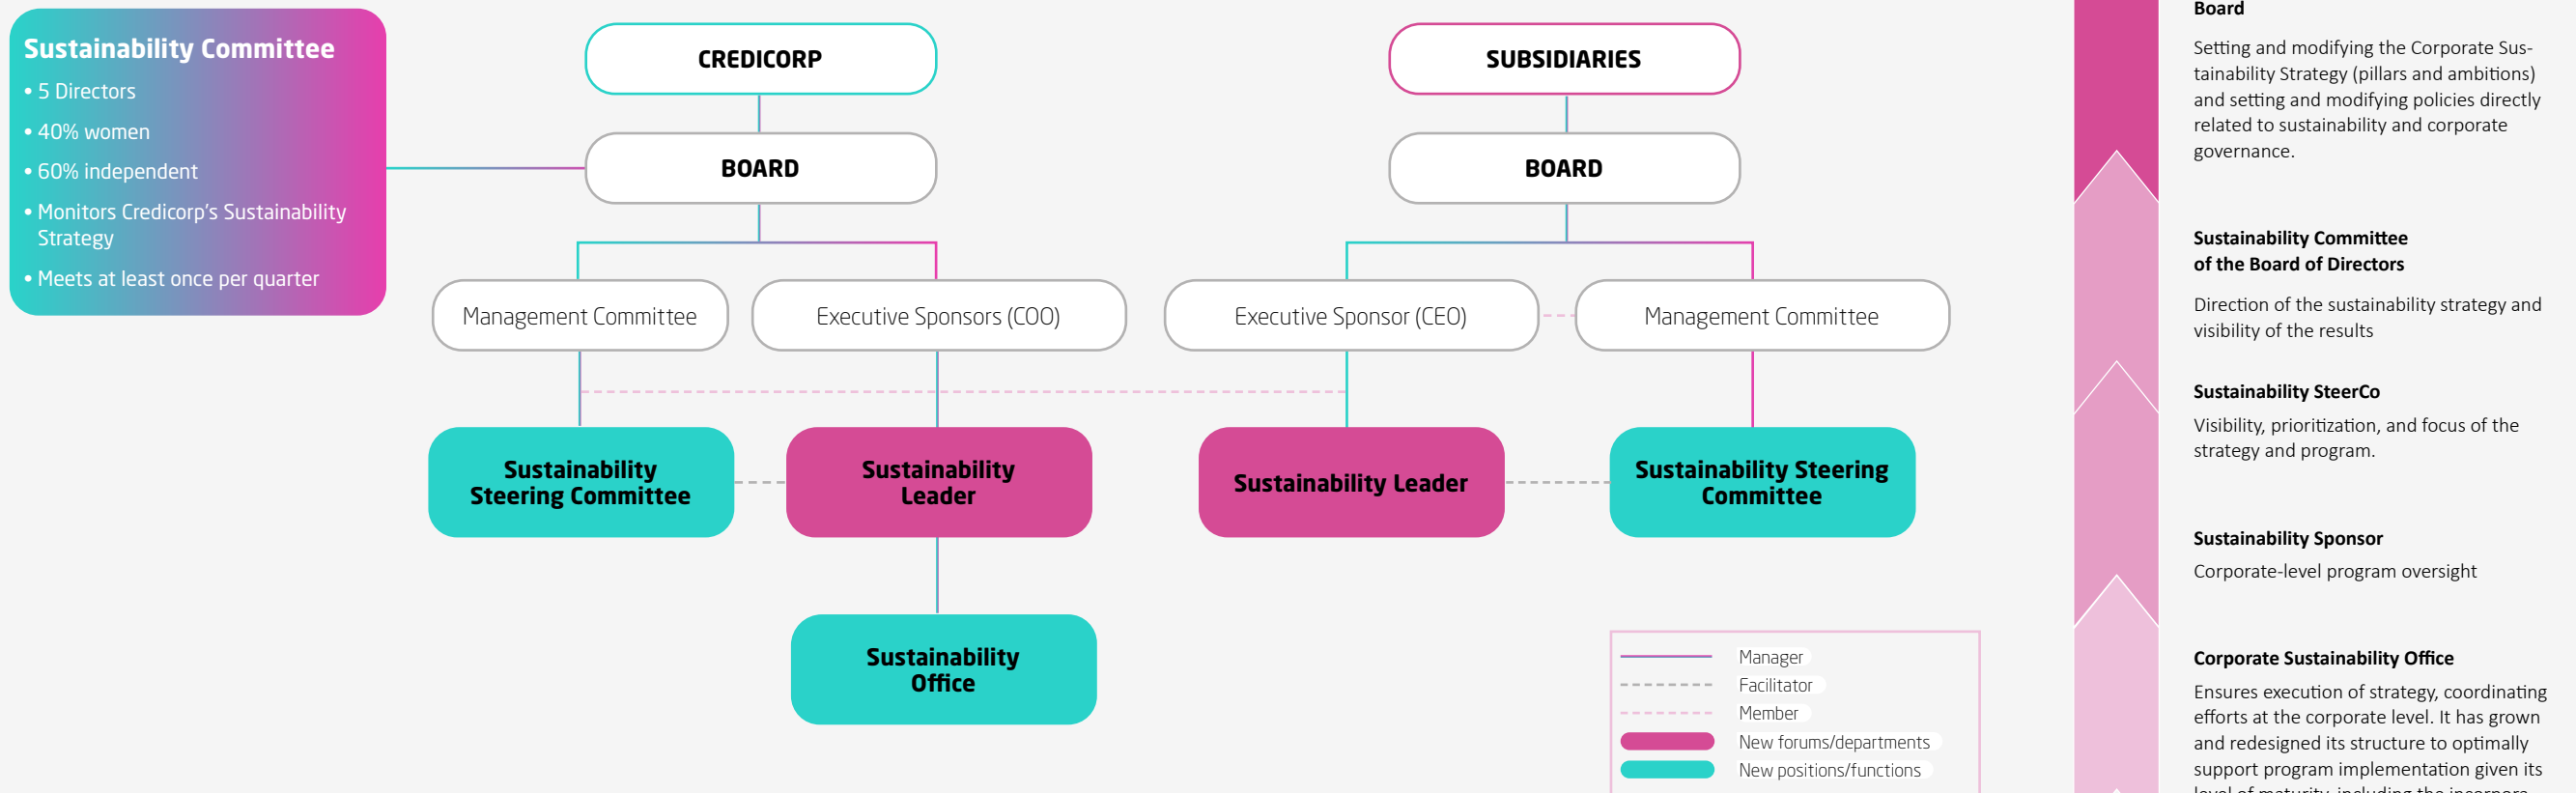 Sustainability Committee
• 5 Directors
• 40% women
• 60% independent
• Monitors Credicorp's Sustainability
Strategy
• Meets at least once per quarter
CREDICORP
BOARD
Management Committee
Executive Sponsors (COO)
Sustainability
Steering Committee
Sustainability
Leader
Sustainability
Office
SUBSIDIARIES
BOARD
Executive Sponsor (CEO)
Management Committee
Sustainability Leader
Sustainability Steering
Committee
Manager
Facilitator
Member
New forums/departments
New positions/functions
Board
Setting and modifying the Corporate Sus-
tainability Strategy (pillars and ambitions)
and setting and modifying policies directly
related to sustainability and corporate
governance.
Sustainability Committee
of the Board of Directors
Direction of the sustainability strategy and
visibility of the results
Sustainability SteerCo
Visibility, prioritization, and focus of the
strategy and program.
Sustainability Sponsor
Corporate-level program oversight
Corporate Sustainability Office
Ensures execution of strategy, coordinating
efforts at the corporate level. It has grown
and redesigned its structure to optimally
support program implementation given its
level of maturity, including the incorpora-